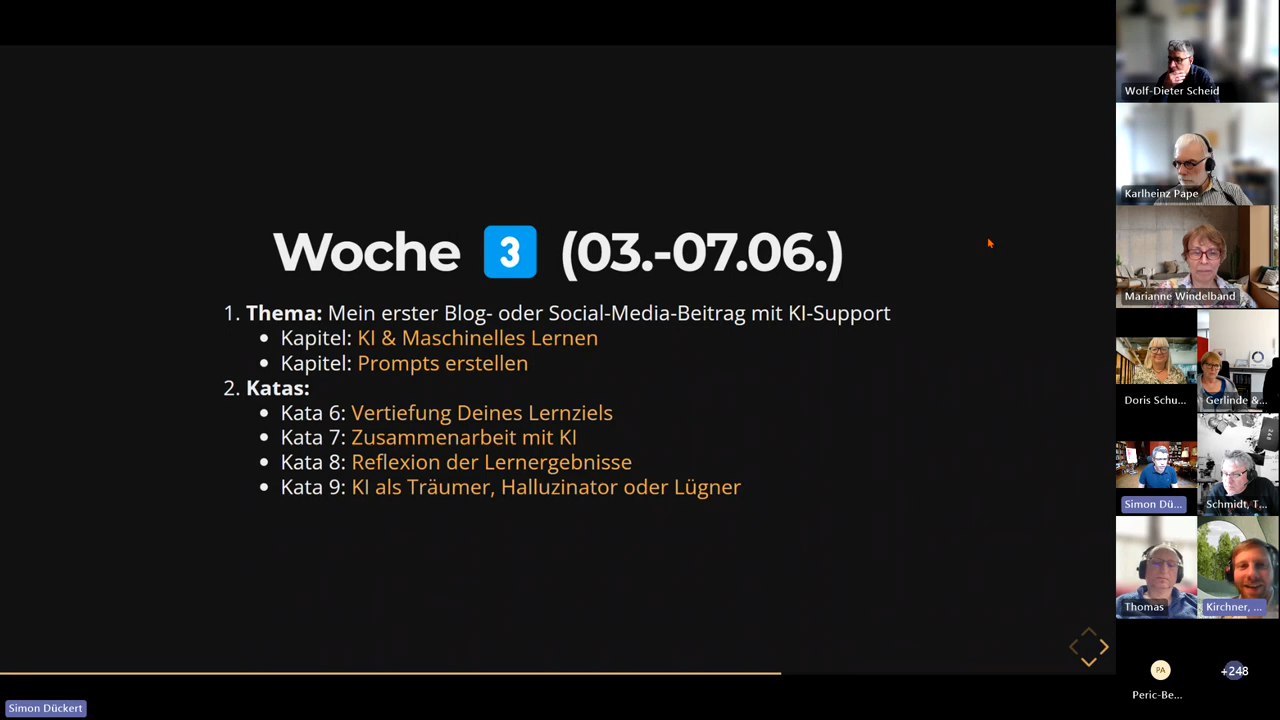 Woche 3 (03.-07.06.)
1. Thema: Mein erster Blog- oder Social-Media-Beitrag mit KI-Support
• Kapitel: KI & Maschinelles Lernen
• Kapitel: Prompts erstellen
2. Katas:
• Kata 6: Vertiefung Deines Lernziels
• Kata 7: Zusammenarbeit mit KI
• Kata 8: Reflexion der Lernergebnisse
• Kata 9: KI als Träumer, Halluzinator oder Lügner
Simon Dückert
Wolf-Dieter Scheid
Karlheinz Pape
Marianne Windelband
Doris Schu...
Gerlinde &...
Simon Dü...
Schmidt, T...
Thomas
Kirchner, ...
PA
Peric-Be...
+248